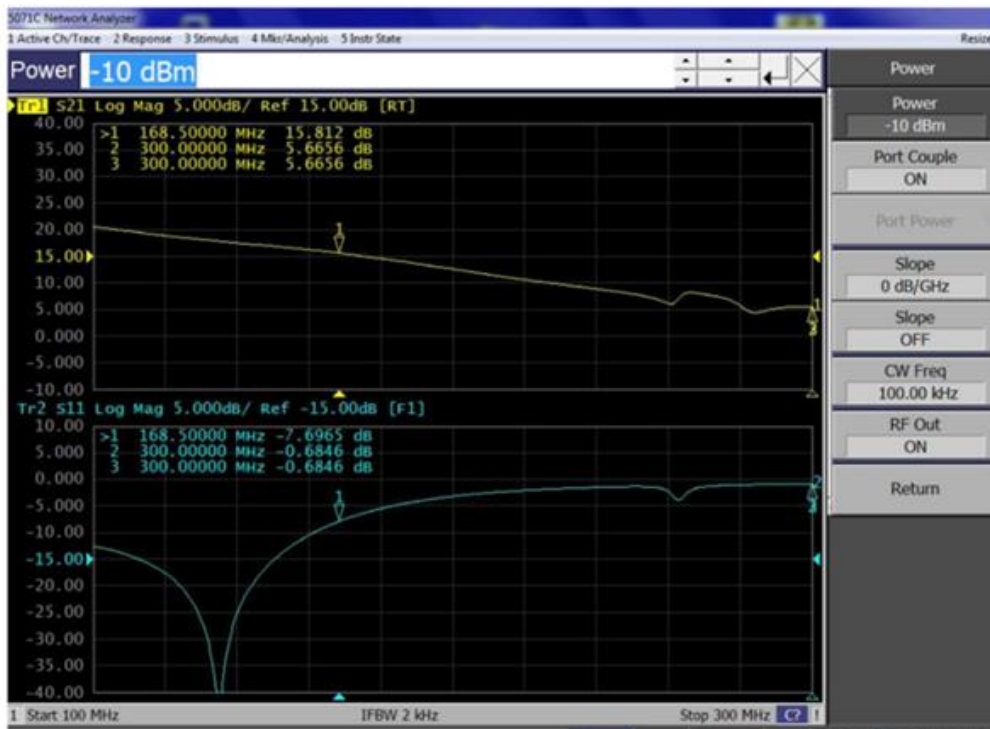 5071C Network Analyzer
1 Active Ch/Trace 2 Response 3 Stimulus 4 Mkr/Analysis 5 Instr State Resize
Power -10 dBm
Power
Tr1 S21 Log Mag 5.000dB/ Ref 15.00dB [RT]
40.00
35.00
30.00
25.00
20.00
15.00
10.00
5.000
0.000
-5.000
-10.00
>1 168.50000 MHz 15.812 dB
2 300.00000 MHz 5.6656 dB
3 300.00000 MHz 5.6656 dB
1
1
3
Tr2 S11 Log Mag 5.000dB/ Ref -15.00dB [F1]
10.00
5.000
0.000
-5.000
-10.00
-15.00
-20.00
-25.00
-30.00
-35.00
-40.00
>1 168.50000 MHz -7.6965 dB
2 300.00000 MHz -0.6846 dB
3 300.00000 MHz -0.6846 dB
1
2
3
Power
-10 dBm
Port Couple
ON
Port Power
Slope
0 dB/GHz
Slope
OFF
CW Freq
100.00 kHz
RF Out
ON
Return
1 Start 100 MHz IFBW 2 kHz Stop 300 MHz C? !